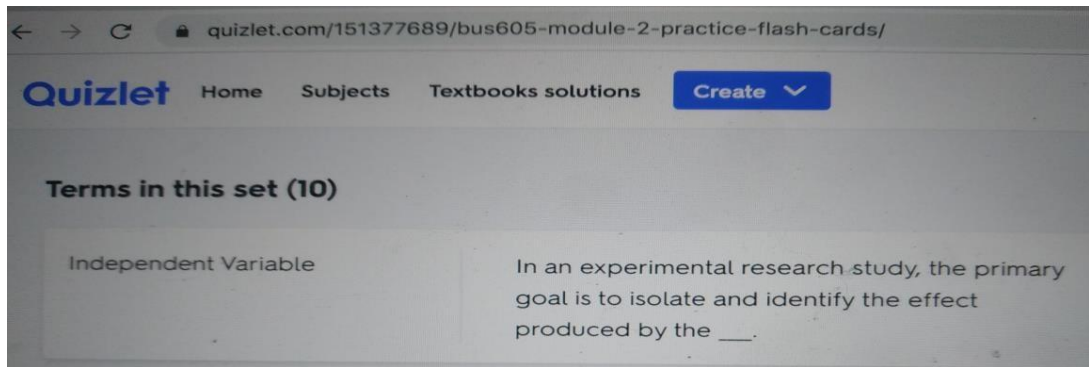 quizlet.com/151377689/bus605-module-2-practice-flash-cards/
Quizlet Home Subjects Textbooks solutions Create
Terms in this set (10)
Independent Variable
In an experimental research study, the primary
goal is to isolate and identify the effect
produced by the ___.